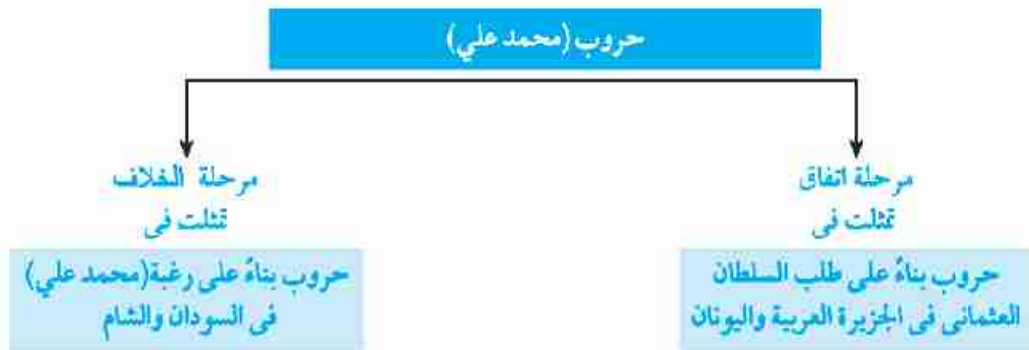 حروب (محمد علي)
مرحلة اتفاق
تمثلت فى
حروب بناءً على طلب السلطان
العثمانى فى الجزيرة العربية واليونان
مرحلة الخلاف
تمثلت فى
حروب بناءً على رغبة (محمد علي)
فى السودان والشام